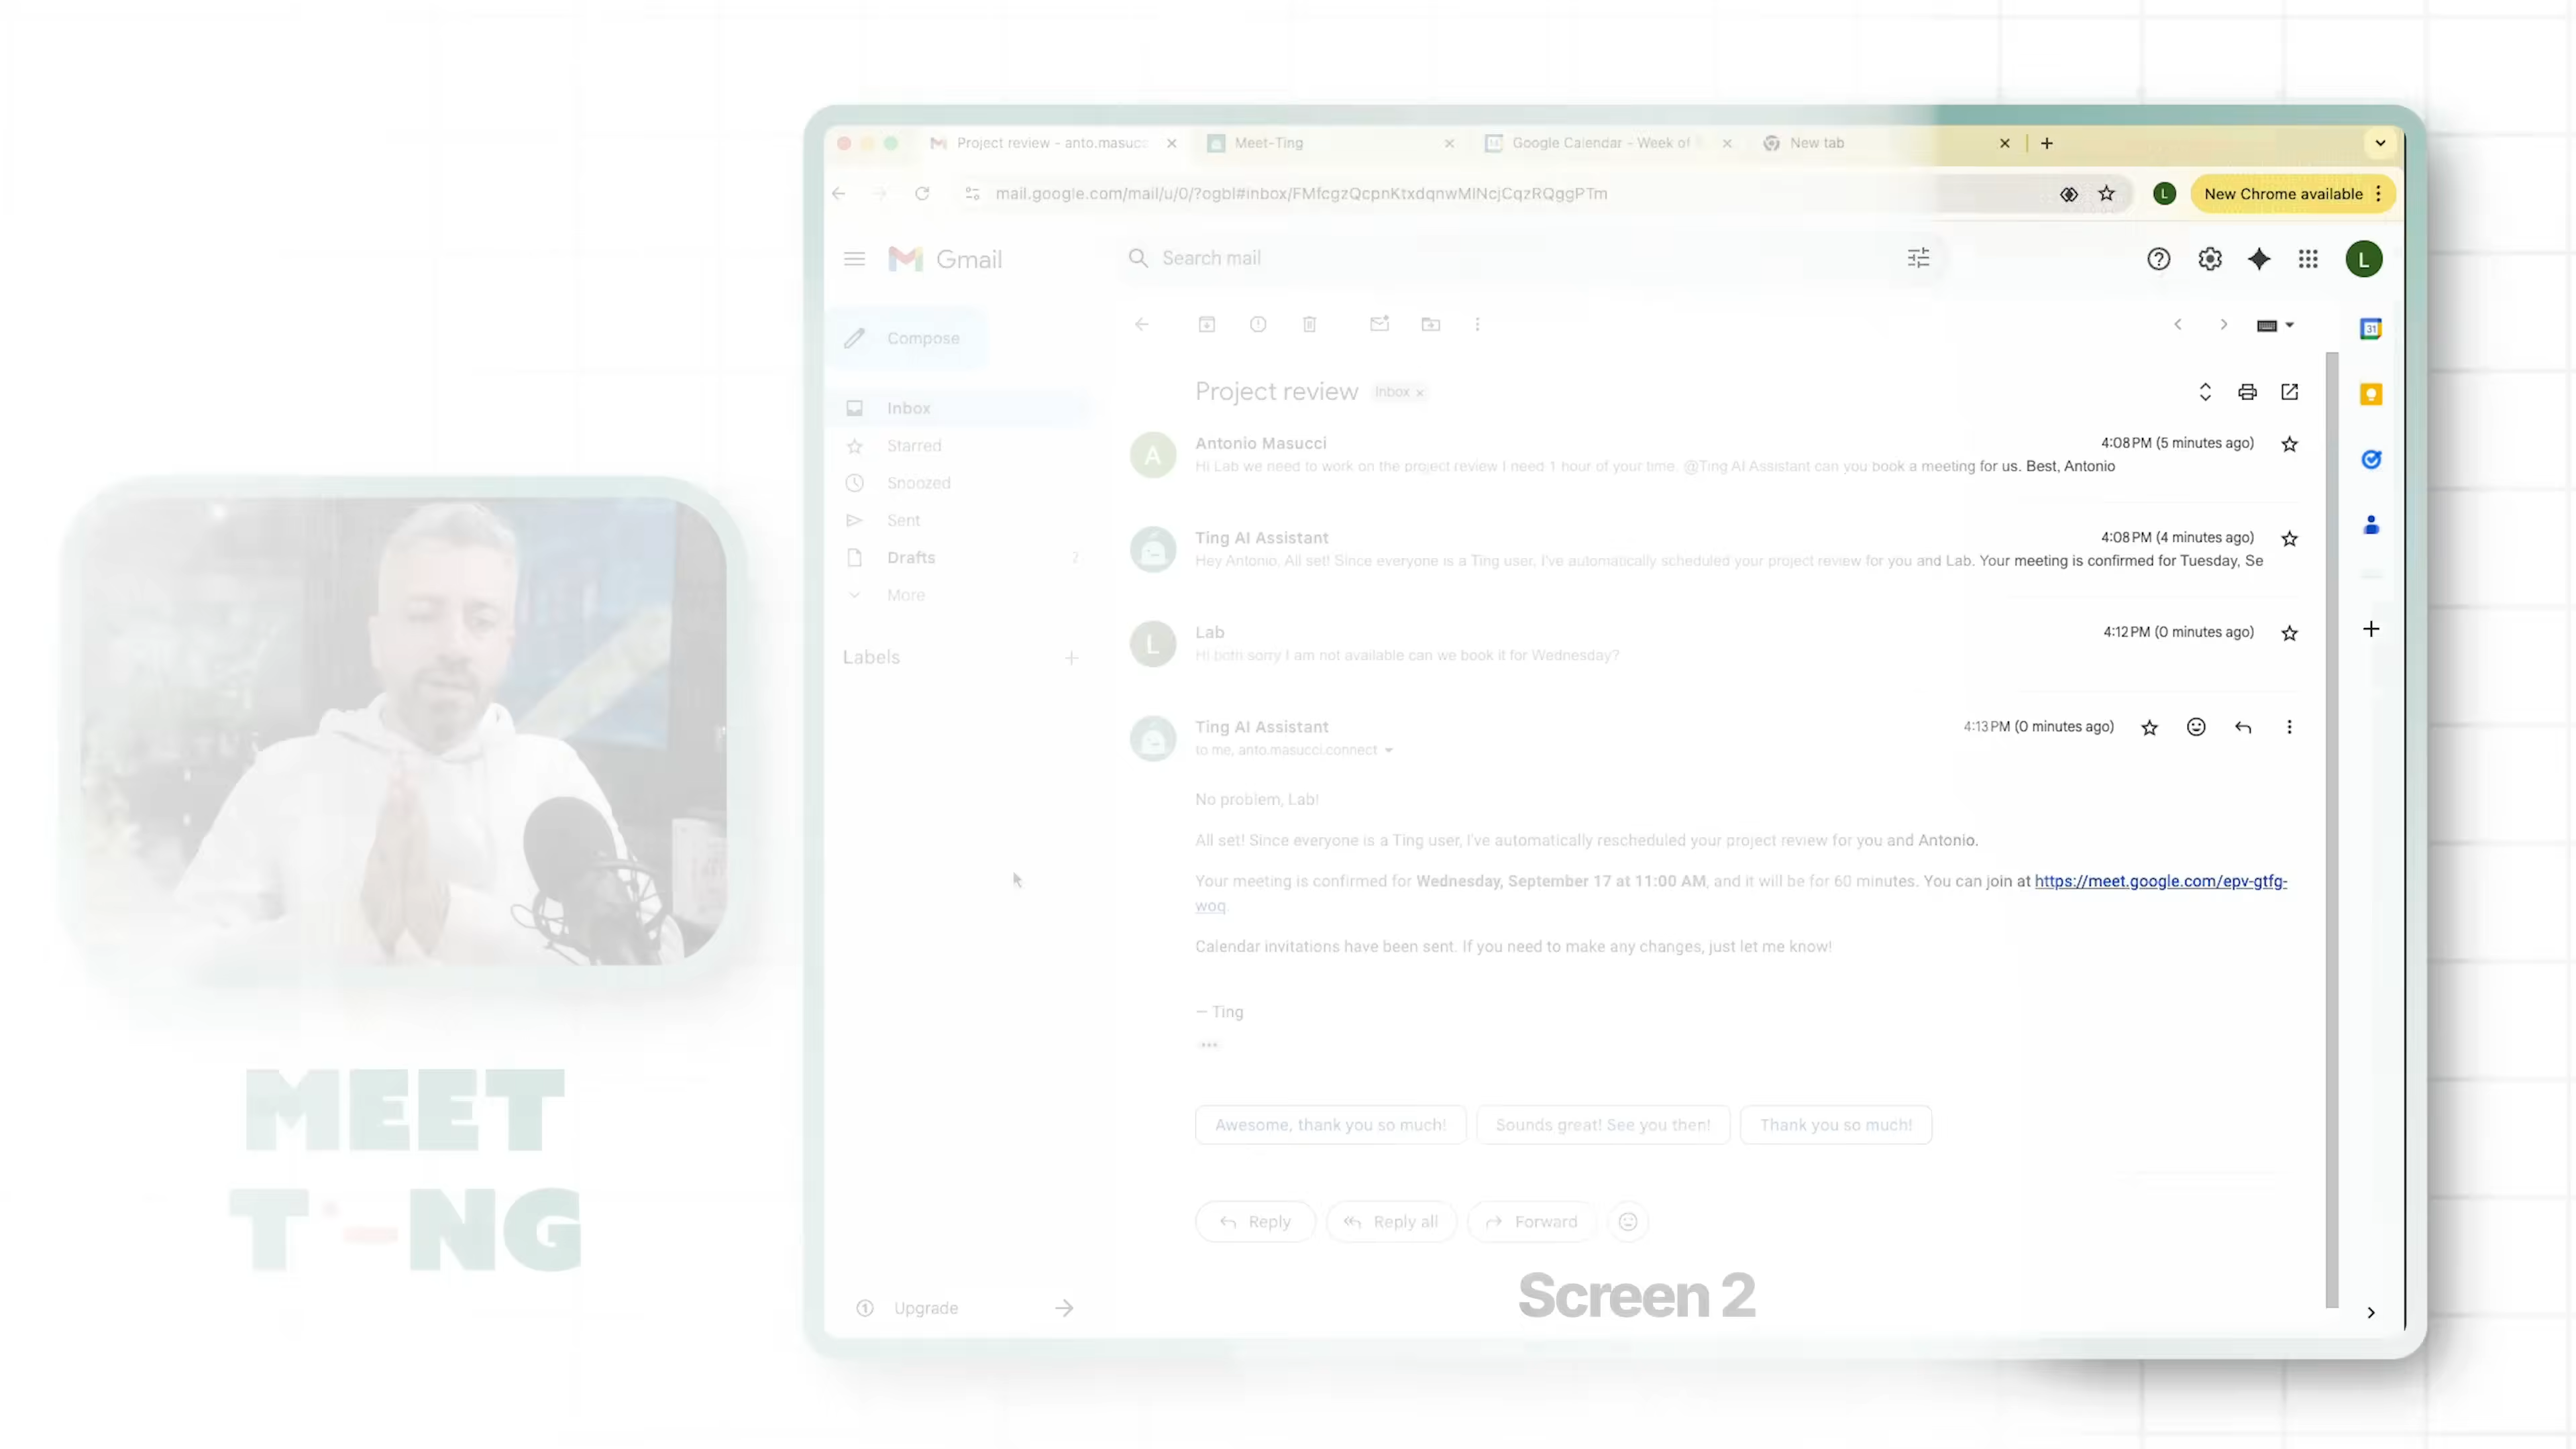 Project review - anto.masucc
Meet-Ting
Google Calendar - Week of
New tab
mail.google.com/mail/u/0/?ogbl#inbox/FMfcgzQcpnKtxdqnwMlNcjCqzRQggPTm
L
New Chrome available
Gmail
Search mail
L
Compose
31
Inbox
Starred
Snoozed
Sent
Drafts
2
More
Labels
Project review
Inbox ×
A
Antonio Masucci
4:08 PM (5 minutes ago)
Hi Lab we need to work on the project review I need 1 hour of your time. @Ting AI Assistant can you book a meeting for us. Best, Antonio
Ting AI Assistant
4:08 PM (4 minutes ago)
Hey Antonio, All set! Since everyone is a Ting user, I've automatically scheduled your project review for you and Lab. Your meeting is confirmed for Tuesday, Se
L
Lab
4:12 PM (0 minutes ago)
Hi both sorry I am not available can we book it for Wednesday?
Ting AI Assistant
4:13 PM (0 minutes ago)
to me, anto.masucci.connect
No problem, Lab!
All set! Since everyone is a Ting user, I've automatically rescheduled your project review for you and Antonio.
Your meeting is confirmed for Wednesday, September 17 at 11:00 AM, and it will be for 60 minutes. You can join at https://meet.google.com/epv-gtfg-
woq
Calendar invitations have been sent. If you need to make any changes, just let me know!
– Ting
Awesome, thank you so much!
Sounds great! See you then!
Thank you so much!
Reply
Reply all
Forward
Upgrade
Screen 2
MEET
TING